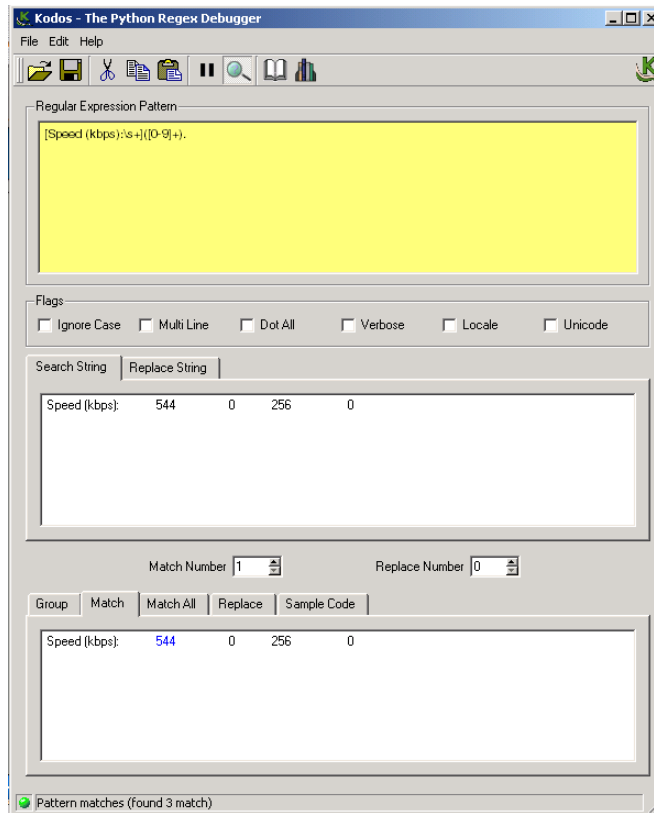 Kodos - The Python Regex Debugger
File Edit Help
Regular Expression Pattern
[Speed (kbps):\s+]([0-9]+).
Flags
Ignore Case Multi Line Dot All Verbose Locale Unicode
Search String Replace String
Speed (kbps): 544 0 256 0
Match Number 1 Replace Number 0
Group Match Match All Replace Sample Code
Speed (kbps): 544 0 256 0
Pattern matches (found 3 match)